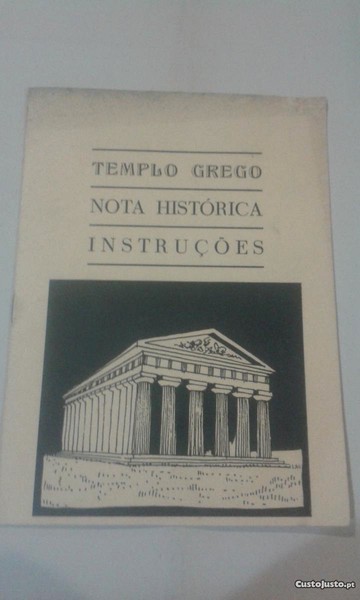 TEMPLO GREGO
NOTA HISTÓRICA
INSTRUÇÕES
CustoJusto.pt